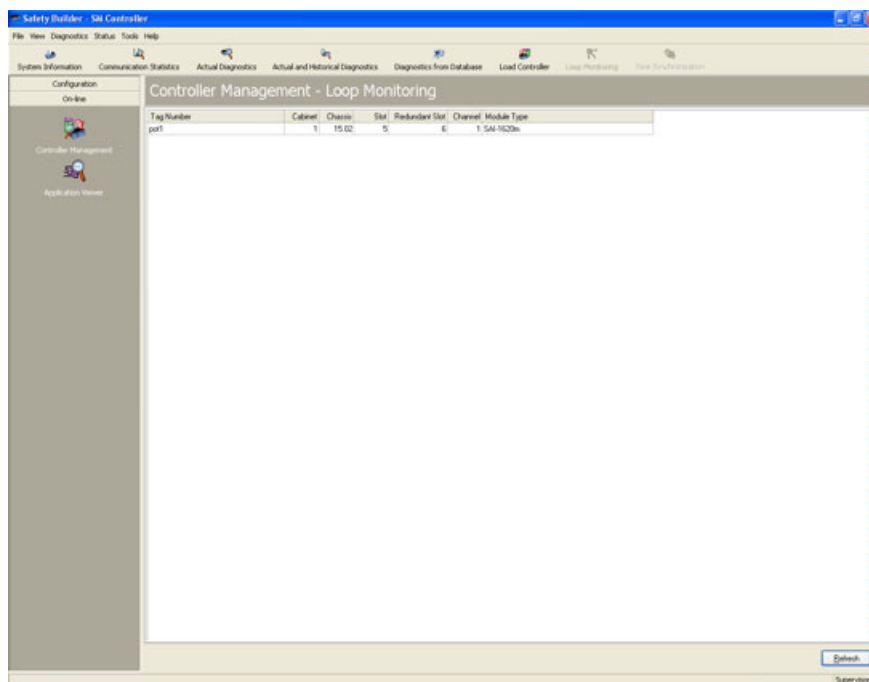 Safety Builder - SM Controller
File View Diagnostics Status Tools Help
System Information Communication Statistics Actual Diagnostics Actual and Historical Diagnostics Diagnostics from Database Load Controller Loop Monitoring Time Synchronization
Configuration
On-line
Controller Management
Application Viewer
Controller Management - Loop Monitoring
Tag Number Cabinet Chassis Slot Redundant Slot Channel Module Type
pot1 1 15.02 5 6 1 SAI-1620m
Refresh
Supervisor